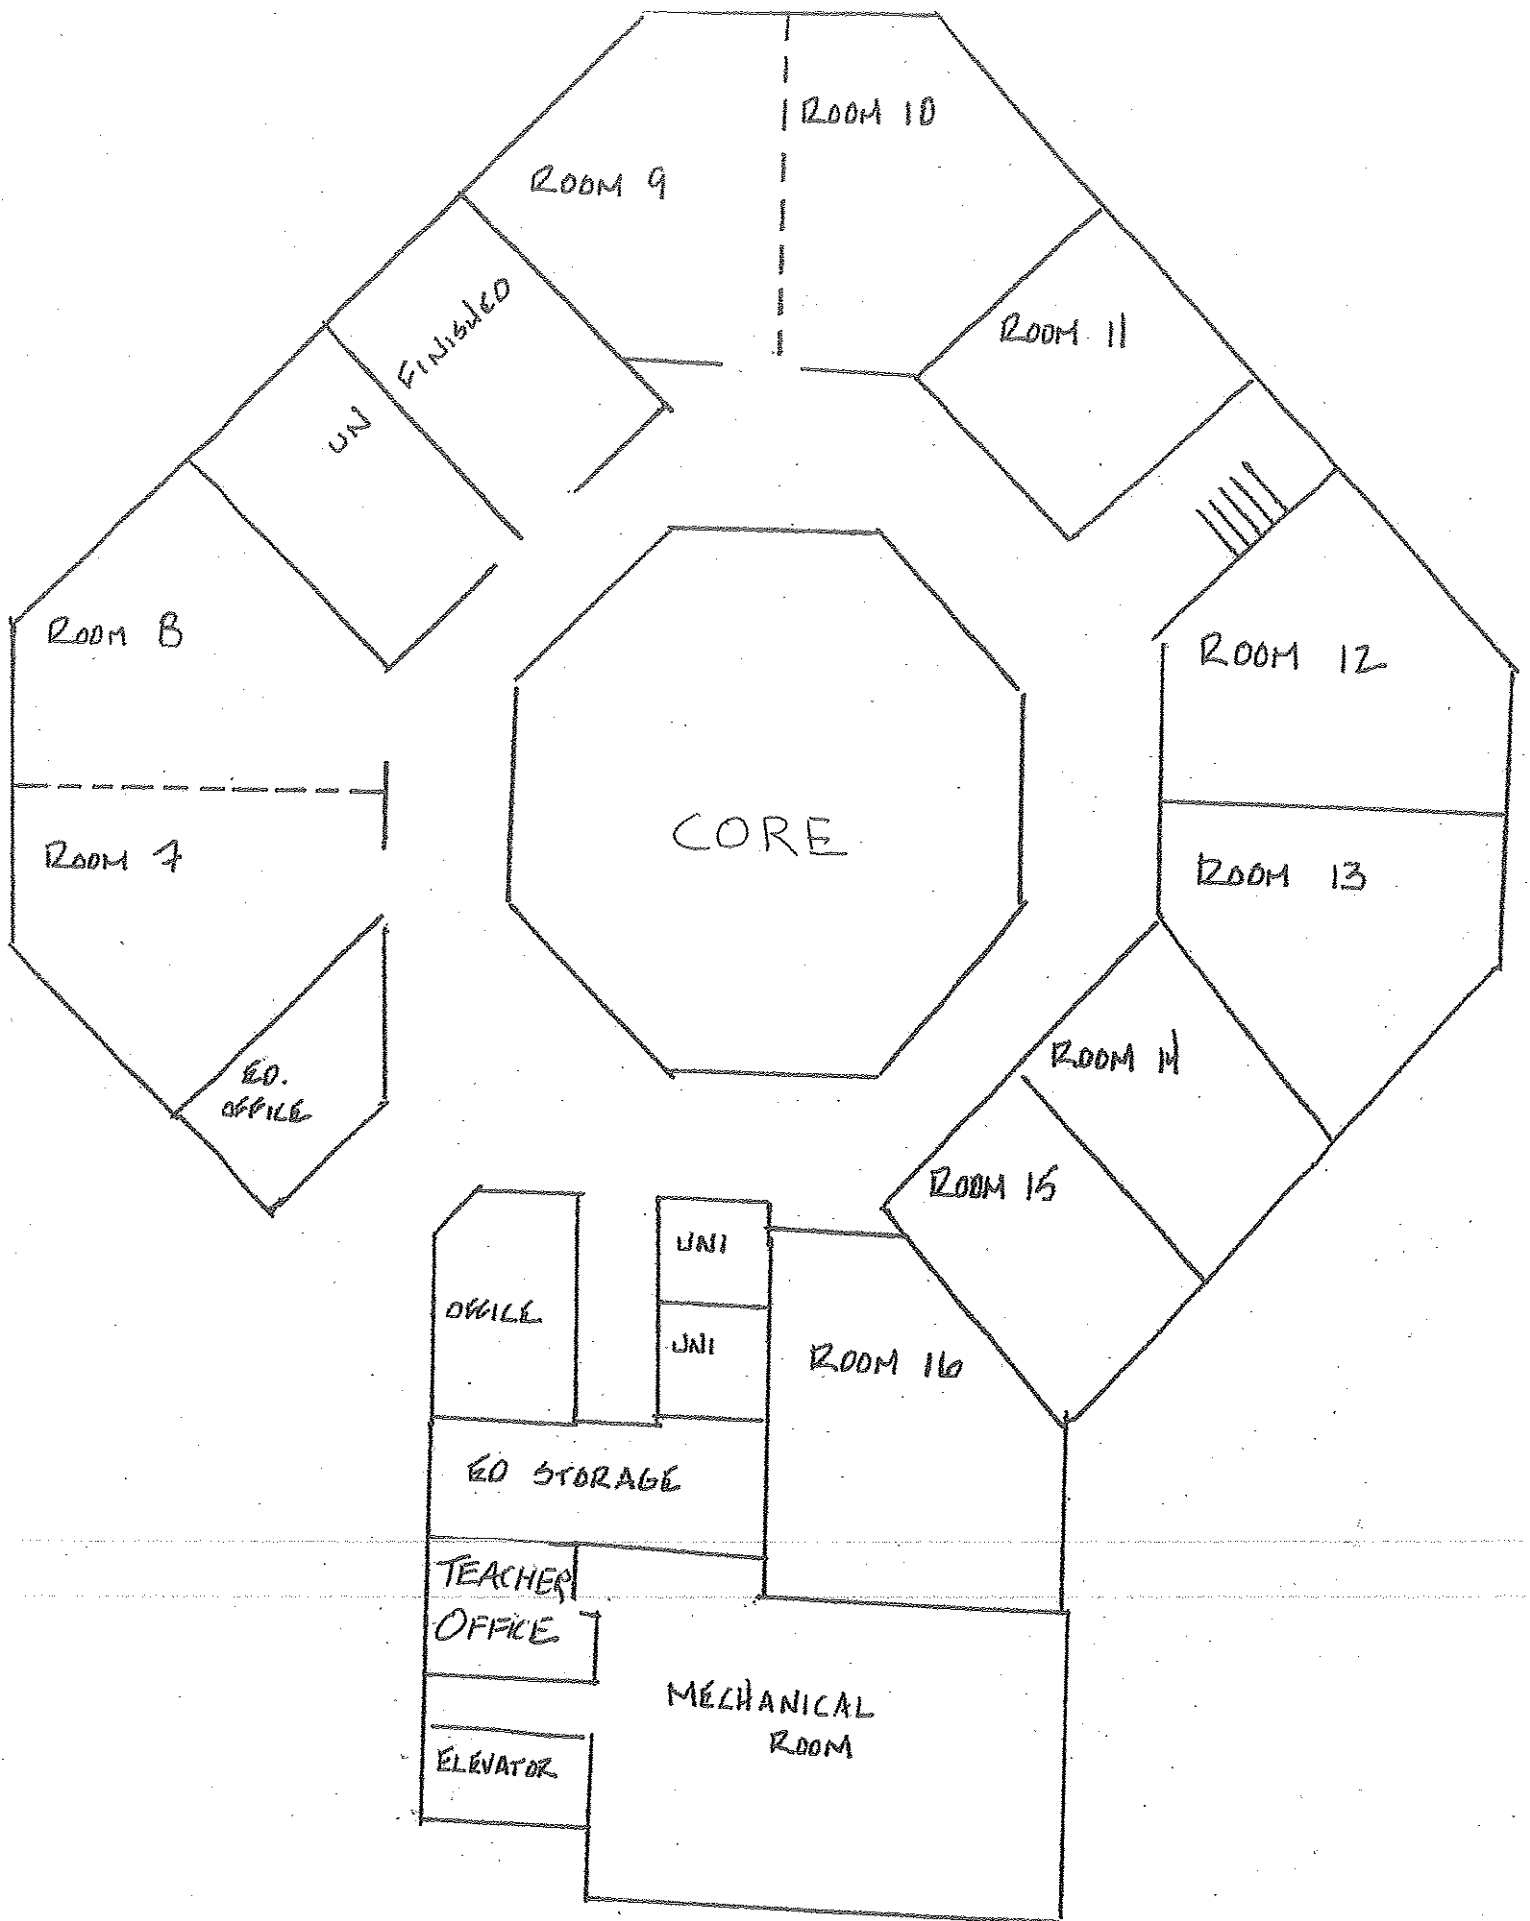 ROOM 10
ROOM 9
UN FINISHED
ROOM 11
ROOM 8
ROOM 12
CORE
ROOM 7
ROOM 13
ED.
OFFICE
ROOM 14
ROOM 15
UNI
OFFICE
UNI
ROOM 16
ED STORAGE
TEACHER
OFFICE
MECHANICAL
ROOM
ELEVATOR